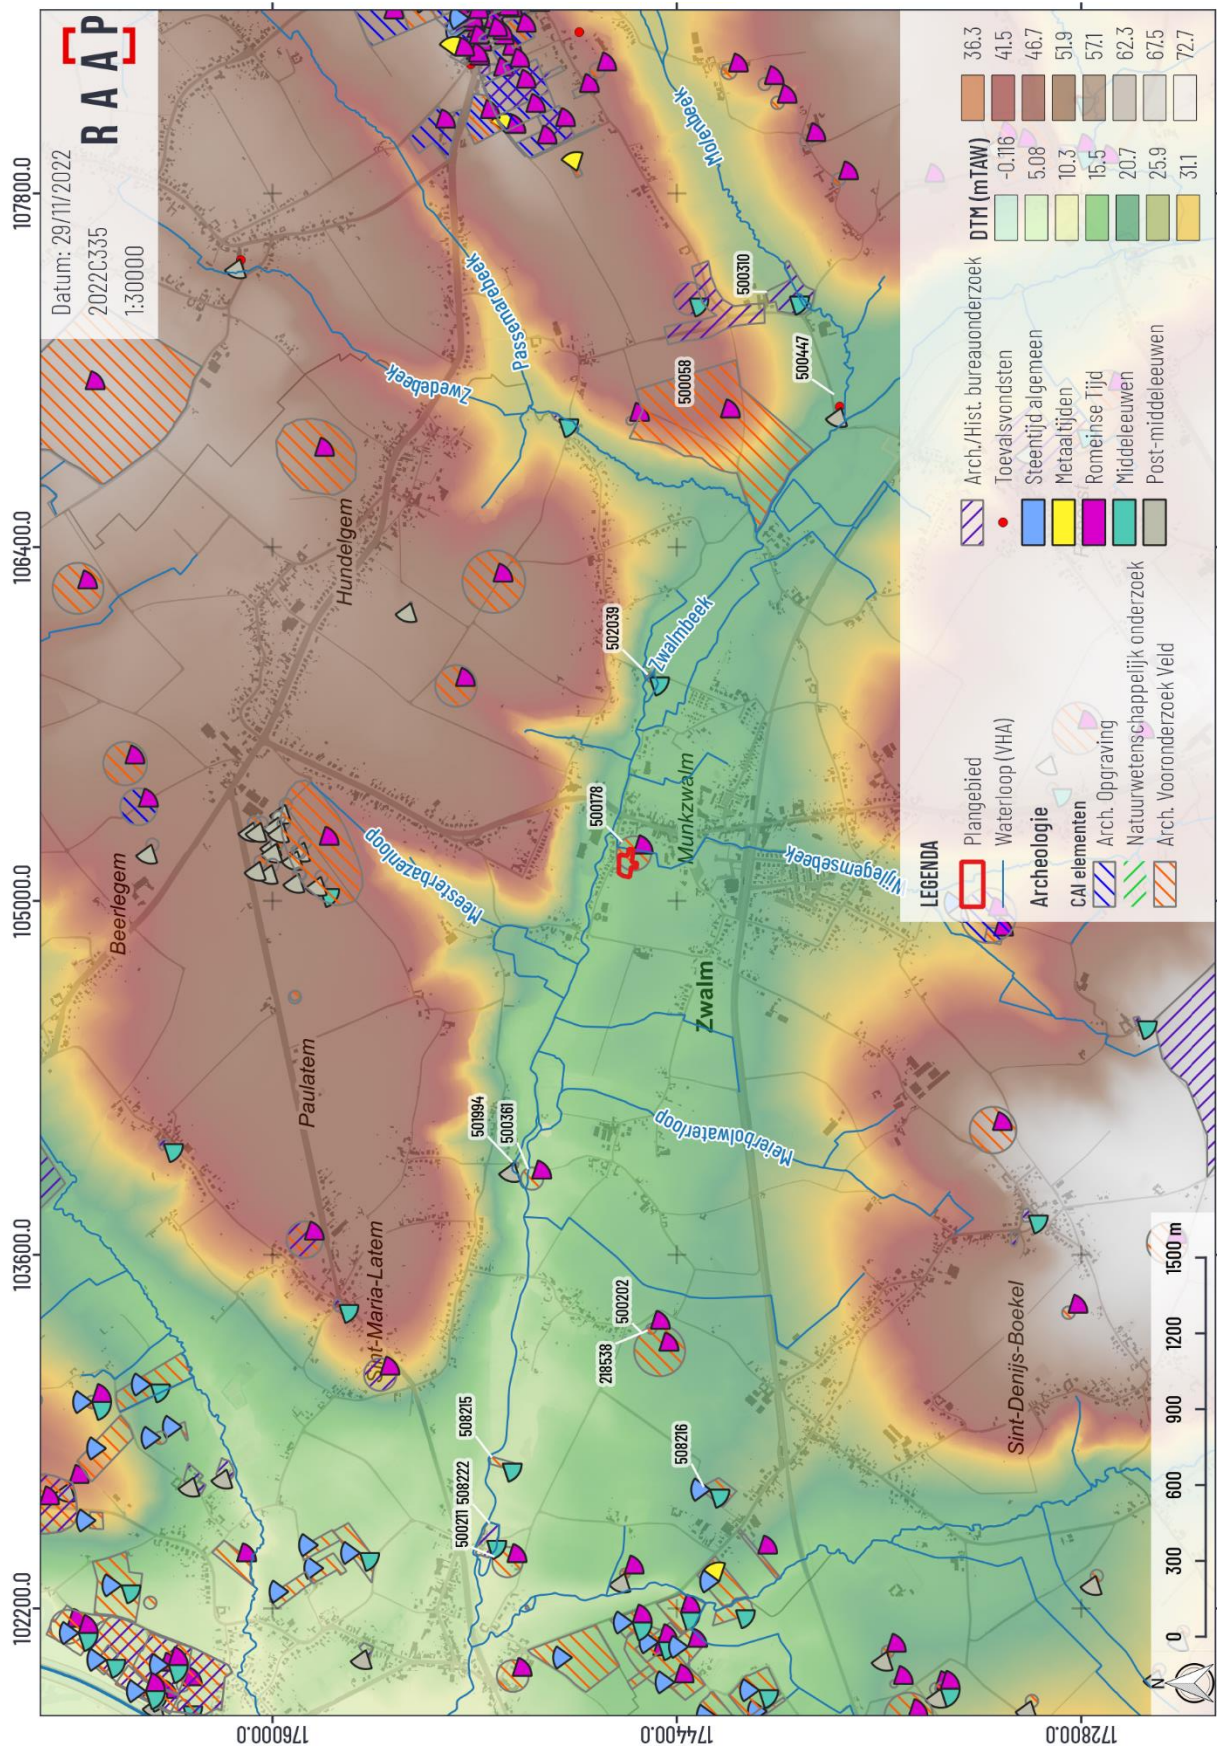 102200.0
103600.0
105000.0
106400.0
107800.0
176000.0
174400.0
172800.0
Datum: 29/11/2022
2022C335
1:30000
R A A P
Beerlegem
Hundelgem
Paulatem
Sint-Maria-Latem
Munkzwalm
Zwalm
Sint-Denijs-Boekel
Meesterbazenloop
Zwedebeek
Passemarebeek
Molenbeek
Zwalmbeek
Wijlegemsebeek
Meierbolwaterloop
500211
508222
508215
508216
218538
500202
501994
500361
500178
502039
500058
500447
500310
N
0
300
600
900
1200
1500 m
LEGENDA
Plangebied
Waterloop (VHA)
Archeologie
CAI elementen
Arch. Opgraving
Natuurwetenschappelijk onderzoek
Arch. Vooronderzoek Veld
Arch./Hist. bureauonderzoek
Toevalsvondsten
Steentijd algemeen
Metaaltijden
Romeinse Tijd
Middeleeuwen
Post-middeleeuwen
DTM (mTAW)
-0.116
5.08
10.3
15.5
20.7
25.9
31.1
36.3
41.5
46.7
51.9
57.1
62.3
67.5
72.7